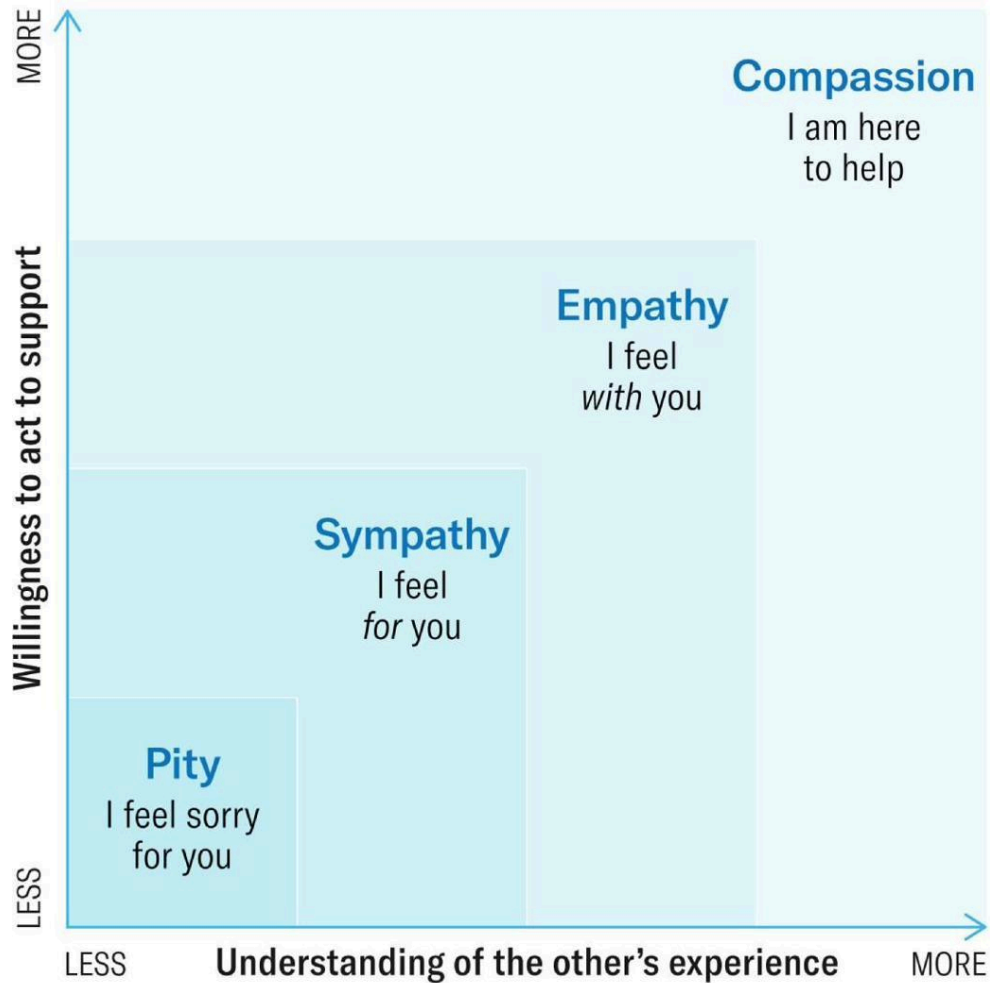 MORE
Compassion
I am here
to help
Empathy
I feel
with you
Willingness to act to support
Sympathy
I feel
for you
Pity
I feel sorry
for you
LESS
LESS
Understanding of the other's experience
MORE